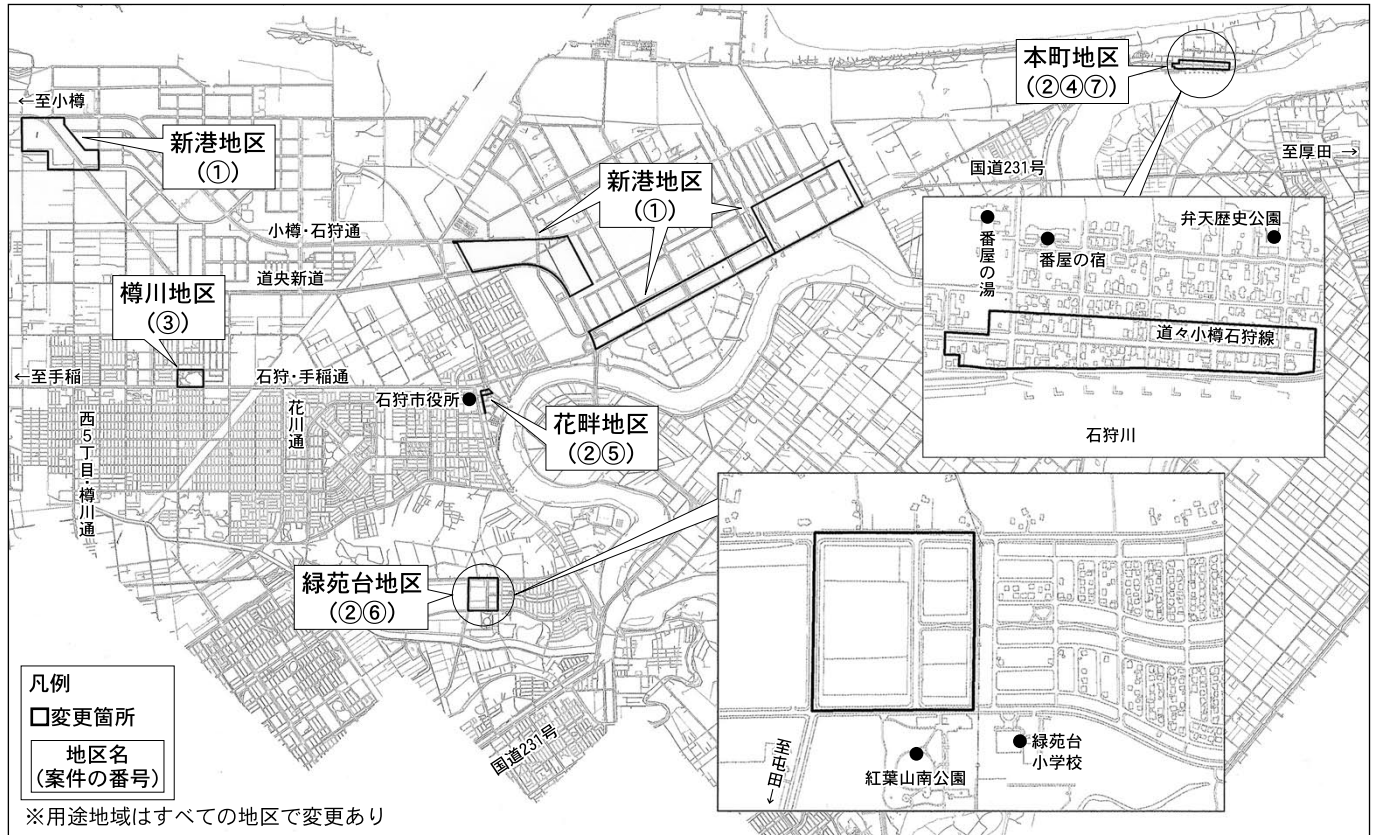 本町地区
(②④⑦)
←至小樽
新港地区
(①)
新港地区
(①)
国道231号
至厚田→
小樽・石狩通
道央新道
樽川地区
(③)
←至手稲
石狩・手稲通
石狩市役所
花畔地区
(②⑤)
西5丁目・樽川通
花川通
番屋の湯
番屋の宿
弁天歴史公園
道々小樽石狩線
石狩川
緑苑台地区
(②⑥)
国道231号
至屯田→
紅葉山南公園
緑苑台
小学校
凡例
変更箇所
地区名
(案件の番号)
※用途地域はすべての地区で変更あり